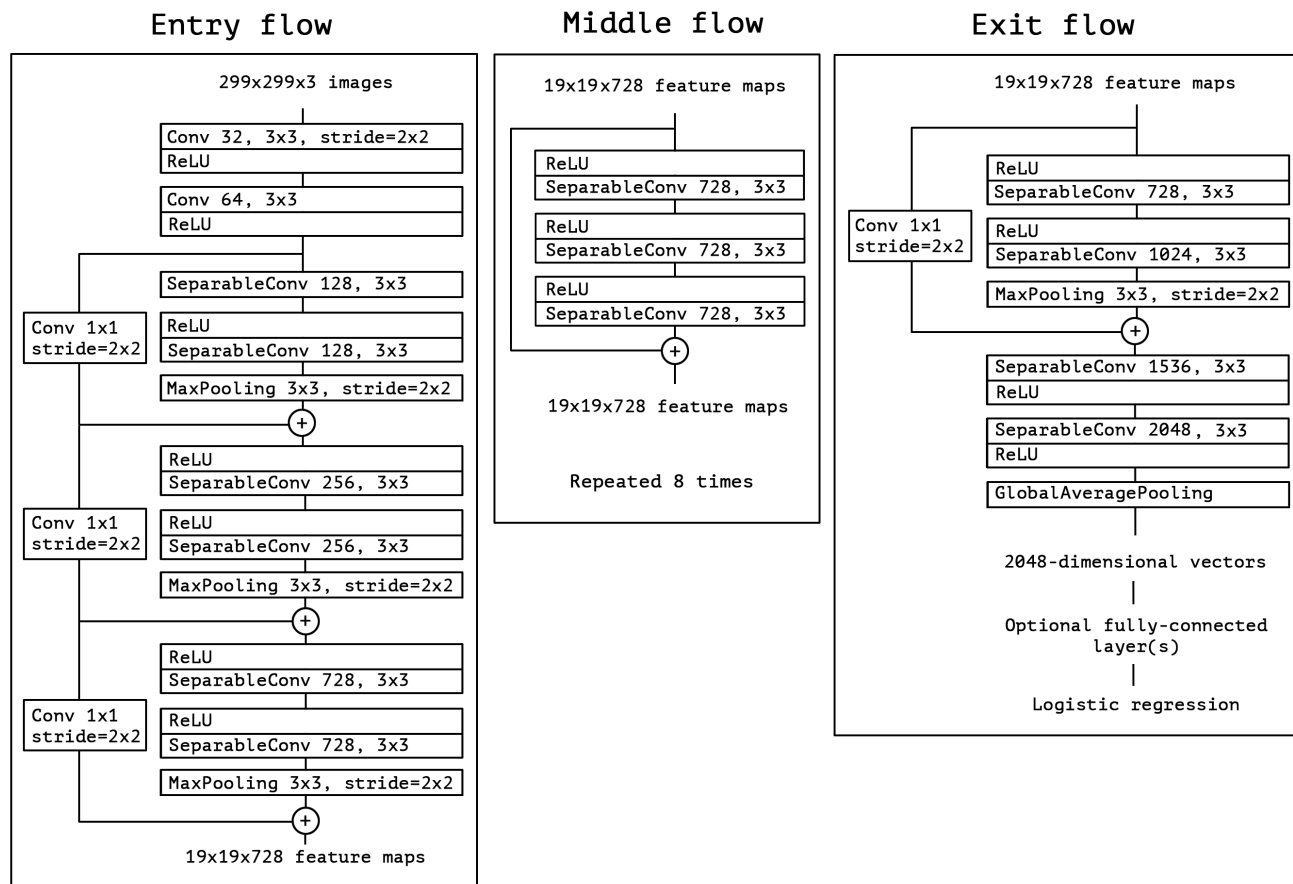 Entry flow
299x299x3 images
Conv 32, 3x3, stride=2x2
ReLU
Conv 64, 3x3
ReLU
SeparableConv 128, 3x3
Conv 1x1
stride=2x2
ReLU
SeparableConv 128, 3x3
MaxPooling 3x3, stride=2x2
+
ReLU
SeparableConv 256, 3x3
Conv 1x1
stride=2x2
ReLU
SeparableConv 256, 3x3
MaxPooling 3x3, stride=2x2
+
ReLU
SeparableConv 728, 3x3
Conv 1x1
stride=2x2
ReLU
SeparableConv 728, 3x3
MaxPooling 3x3, stride=2x2
+
19x19x728 feature maps
Middle flow
19x19x728 feature maps
ReLU
SeparableConv 728, 3x3
ReLU
SeparableConv 728, 3x3
ReLU
SeparableConv 728, 3x3
+
19x19x728 feature maps
Repeated 8 times
Exit flow
19x19x728 feature maps
ReLU
SeparableConv 728, 3x3
Conv 1x1
stride=2x2
ReLU
SeparableConv 1024, 3x3
MaxPooling 3x3, stride=2x2
+
SeparableConv 1536, 3x3
ReLU
SeparableConv 2048, 3x3
ReLU
GlobalAveragePooling
2048-dimensional vectors
Optional fully-connected
layer(s)
Logistic regression